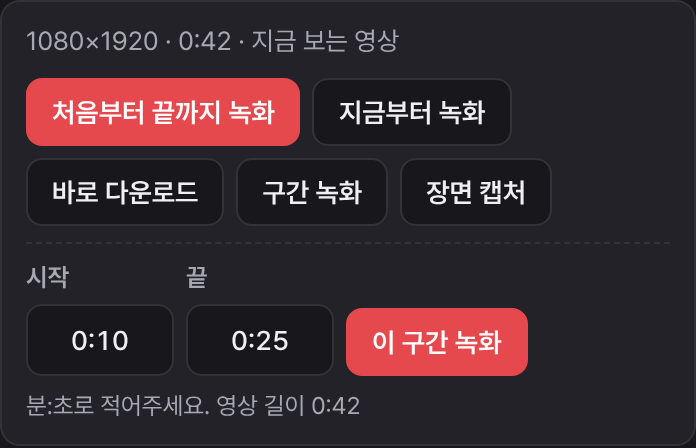 1080×1920 · 0:42 · 지금 보는 영상
처음부터 끝까지 녹화 지금부터 녹화
바로 다운로드 구간 녹화 장면 캡처
시작 끝
0:10 0:25 이 구간 녹화
분:초로 적어주세요. 영상 길이 0:42